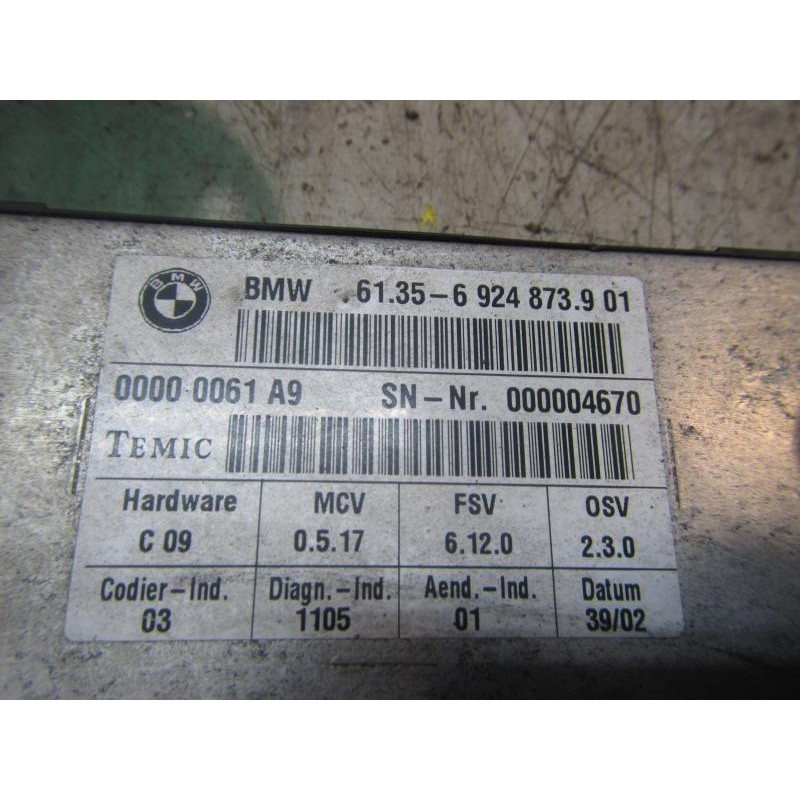 BMW
BMW 61.35-6 924 873.9 01
0000 0061 A9 SN-Nr. 000004670
TEMIC
Hardware MCV FSV OSV
C 09 0.5.17 6.12.0 2.3.0
Codier-Ind. Diagn.-Ind. Aend.-Ind. Datum
03 1105 01 39/02